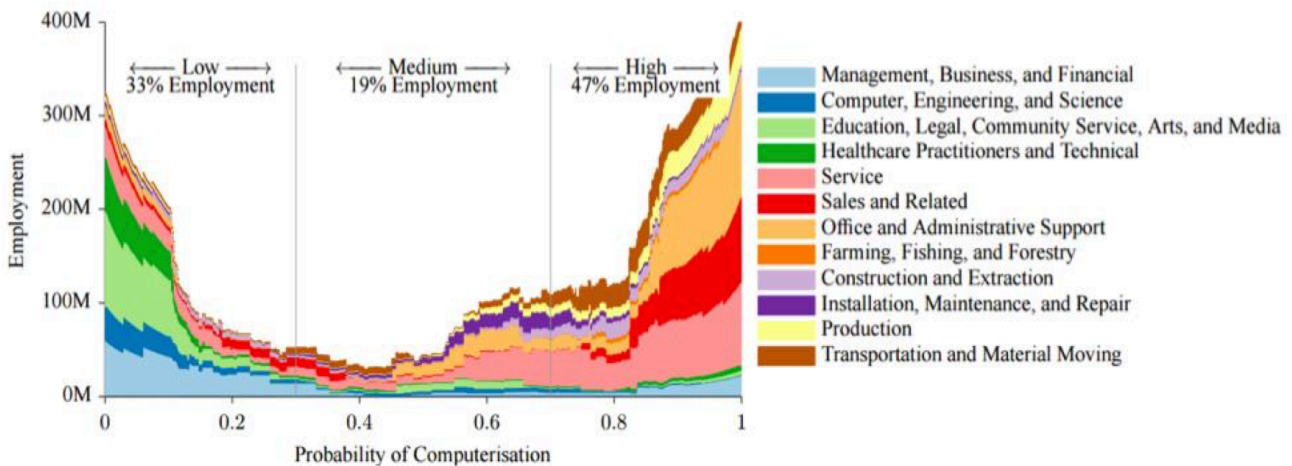 400M
300M
200M
100M
0M
Employment
Low
33% Employment
Medium
19% Employment
High
47% Employment
0
0.2
0.4
0.6
0.8
1
Probability of Computerisation
Management, Business, and Financial
Computer, Engineering, and Science
Education, Legal, Community Service, Arts, and Media
Healthcare Practitioners and Technical
Service
Sales and Related
Office and Administrative Support
Farming, Fishing, and Forestry
Construction and Extraction
Installation, Maintenance, and Repair
Production
Transportation and Material Moving